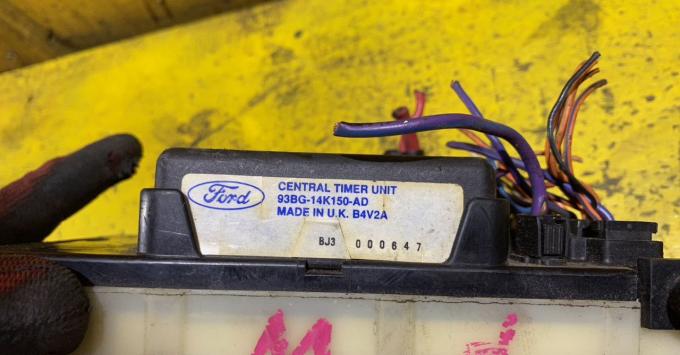 Ford
CENTRAL TIMER UNIT
93BG-14K150-AD
MADE IN U.K. B4V2A
BJ3 000647